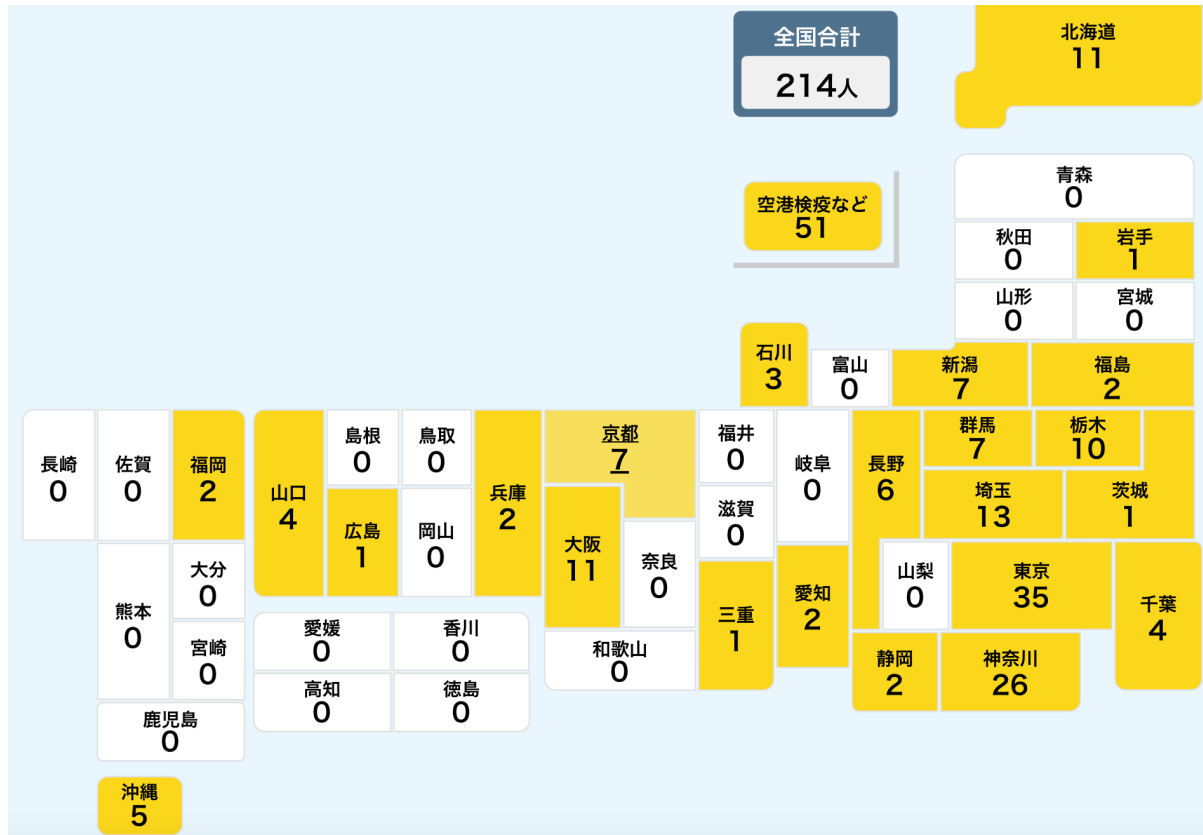 全国合計
214人
北海道
11
空港検疫など
51
青森
0
秋田
0
岩手
1
山形
0
宮城
0
石川
3
富山
0
新潟
7
福島
2
長崎
0
佐賀
0
福岡
2
山口
4
島根
0
鳥取
0
兵庫
2
京都
7
福井
0
岐阜
0
長野
6
群馬
7
栃木
10
茨城
1
広島
1
岡山
0
大阪
11
滋賀
0
埼玉
13
熊本
0
大分
0
宮崎
0
奈良
0
三重
1
愛知
2
山梨
0
東京
35
千葉
4
愛媛
0
香川
0
和歌山
0
静岡
2
神奈川
26
高知
0
徳島
0
鹿児島
0
沖縄
5